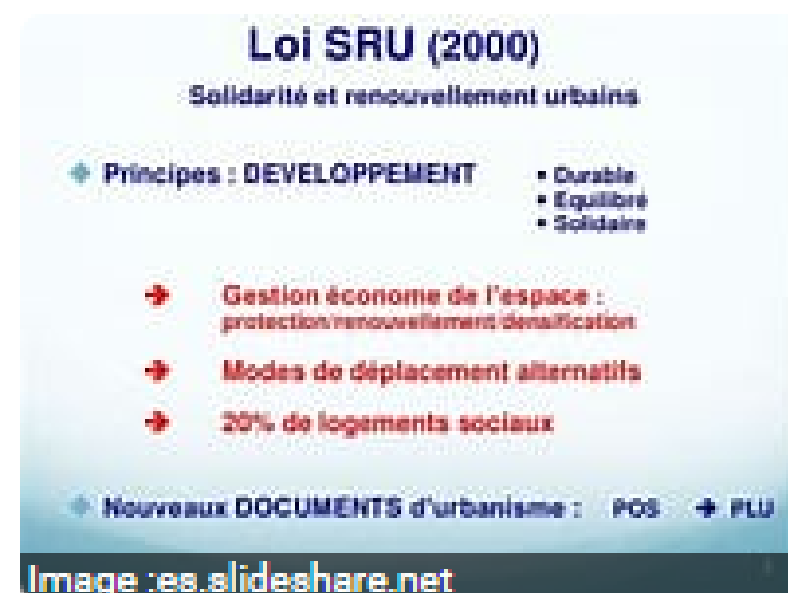 Loi SRU (2000)
Solidarité et renouvellement urbains
Principes : DEVELOPPEMENT
▪ Durable
▪ Equilibré
▪ Solidaire
➔ Gestion économe de l'espace :
protection/renouvellement/densification
➔ Modes de déplacement alternatifs
➔ 20% de logements sociaux
Nouveaux DOCUMENTS d'urbanisme : POS ➔ PLU
Image :es.slideshare.net